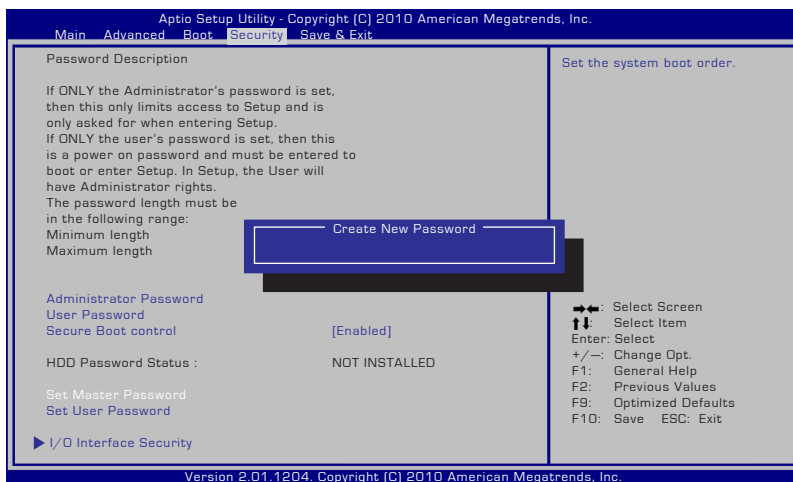 Aptio Setup Utility - Copyright (C) 2010 American Megatrends, Inc.
Main Advanced Boot Security Save & Exit
Password Description
If ONLY the Administrator's password is set,
then this only limits access to Setup and is
only asked for when entering Setup.
If ONLY the user's password is set, then this
is a power on password and must be entered to
boot or enter Setup. In Setup, the User will
have Administrator rights.
The password length must be
in the following range:
Minimum length
Maximum length
Create New Password
Administrator Password
User Password
Secure Boot control [Enabled]
HDD Password Status : NOT INSTALLED
Set Master Password
Set User Password
I/O Interface Security
Set the system boot order.
→←: Select Screen
↑↓: Select Item
Enter: Select
+/—: Change Opt.
F1: General Help
F2: Previous Values
F9: Optimized Defaults
F10: Save ESC: Exit
Version 2.01.1204. Copyright (C) 2010 American Megatrends, Inc.